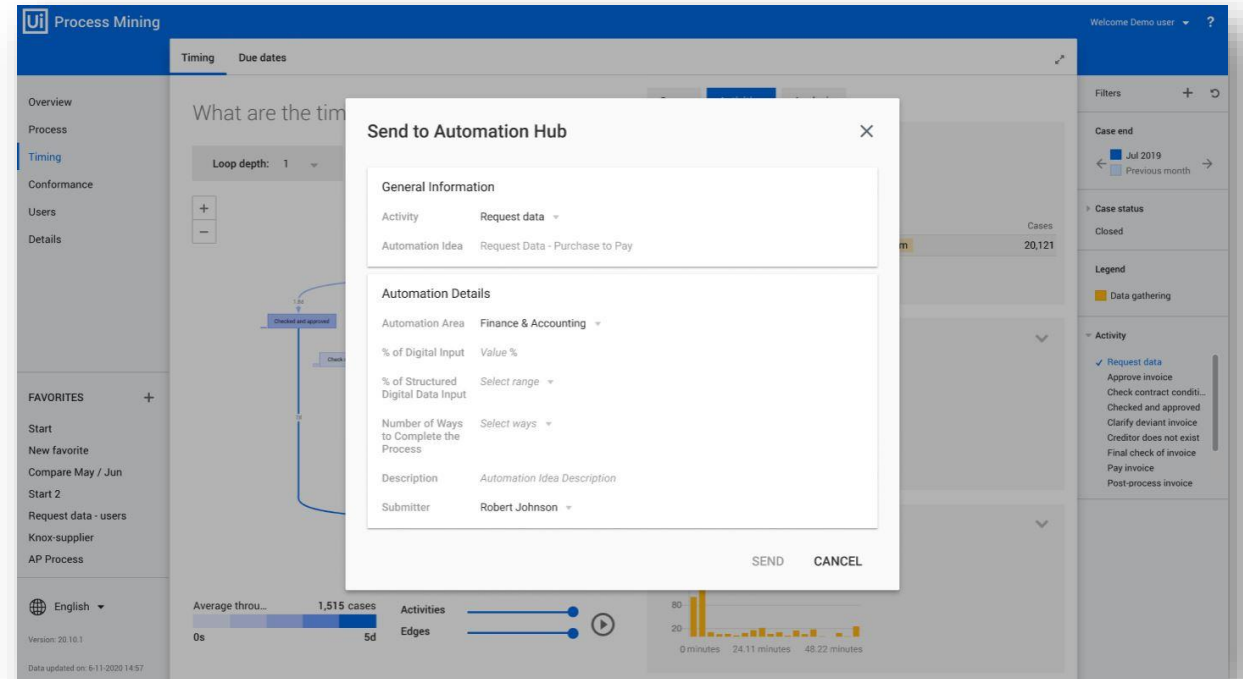 Ui Process Mining
Welcome Demo user
?
Timing
Due dates
Overview
Process
Timing
Conformance
Users
Details
FAVORITES
+
Start
New favorite
Compare May / Jun
Start 2
Request data - users
Knox-supplier
AP Process
English
Version: 20.10.1
Data updated on: 6-11-2020 14:57
What are the tim
Loop depth: 1
+
−
Checked and approved
Check
Send to Automation Hub
General Information
Activity
Request data
Automation Idea
Request Data - Purchase to Pay
Automation Details
Automation Area
Finance & Accounting
% of Digital Input
Value %
% of Structured
Digital Data Input
Select range
Number of Ways
to Complete the
Process
Select ways
Description
Automation Idea Description
Submitter
Robert Johnson
SEND
CANCEL
Average throu...
1,515 cases
0s
5d
Activities
Edges
Cases
m
20,121
80
20
0 minutes
24.11 minutes
48.22 minutes
Filters
+
Case end
Jul 2019
Previous month
Case status
Closed
Legend
Data gathering
Activity
Request data
Approve invoice
Check contract conditi...
Checked and approved
Clarify deviant invoice
Creditor does not exist
Final check of invoice
Pay invoice
Post-process invoice